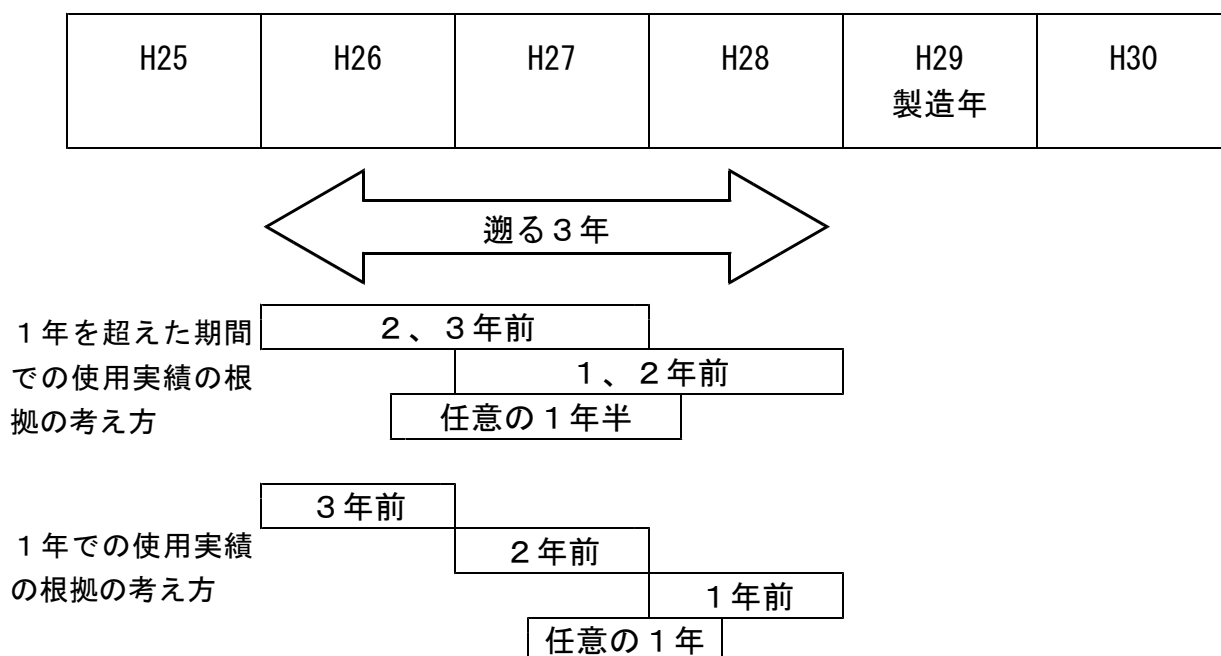 H25 H26 H27 H28 H29 H30
製造年
遡る3年
1年を超えた期間
での使用実績の根
拠の考え方
2、3年前
1、2年前
任意の1年半
1年での使用実績
の根拠の考え方
3年前
2年前
1年前
任意の1年